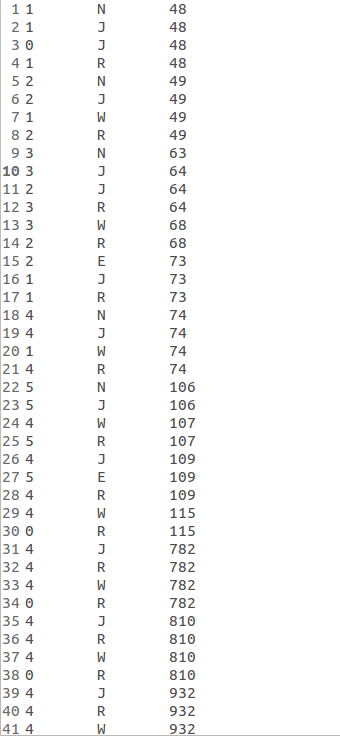 1 1 N 48
2 1 J 48
3 0 J 48
4 1 R 48
5 2 N 49
6 2 J 49
7 1 W 49
8 2 R 49
9 3 N 63
10 3 J 64
11 2 J 64
12 3 R 64
13 3 W 68
14 2 R 68
15 2 E 73
16 1 J 73
17 1 R 73
18 4 N 74
19 4 J 74
20 1 W 74
21 4 R 74
22 5 N 106
23 5 J 106
24 4 W 107
25 5 R 107
26 4 J 109
27 5 E 109
28 4 R 109
29 4 W 115
30 0 R 115
31 4 J 782
32 4 R 782
33 4 W 782
34 0 R 782
35 4 J 810
36 4 R 810
37 4 W 810
38 0 R 810
39 4 J 932
40 4 R 932
41 4 W 932